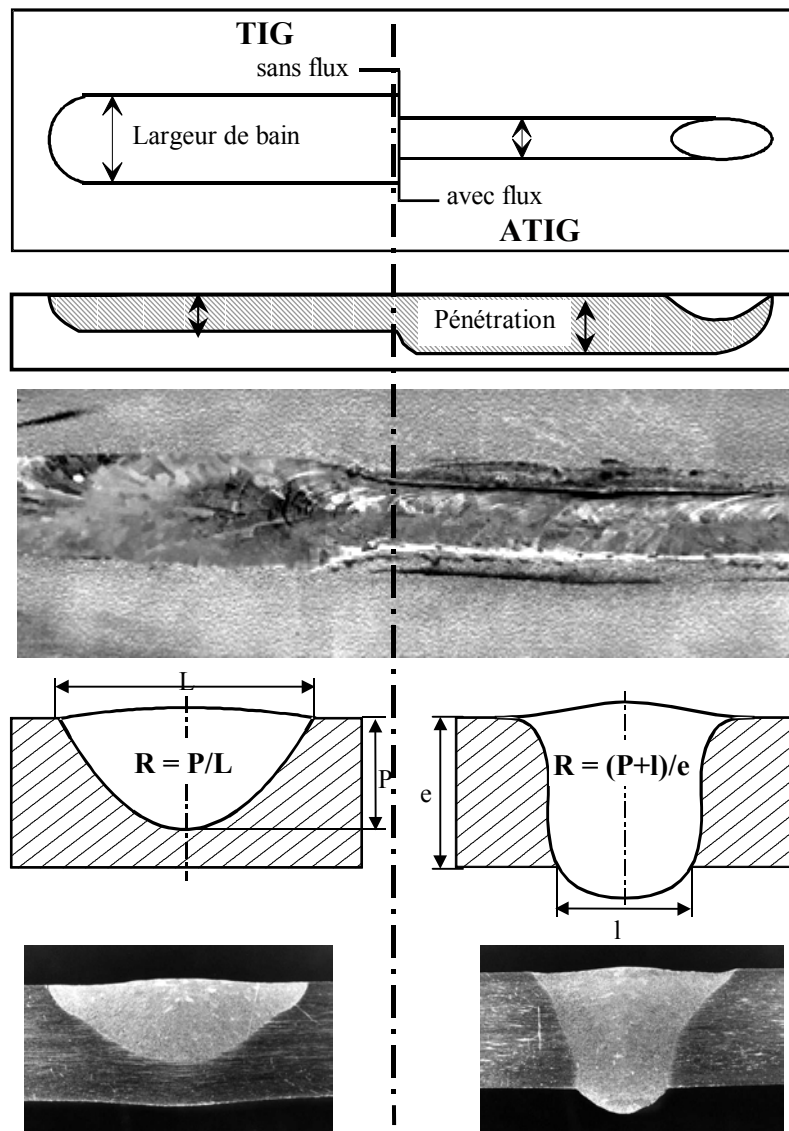 TIG
sans flux
Largeur de bain
avec flux
ATIG
Pénétration
L
R = P/L
P
e
R = (P+l)/e
l